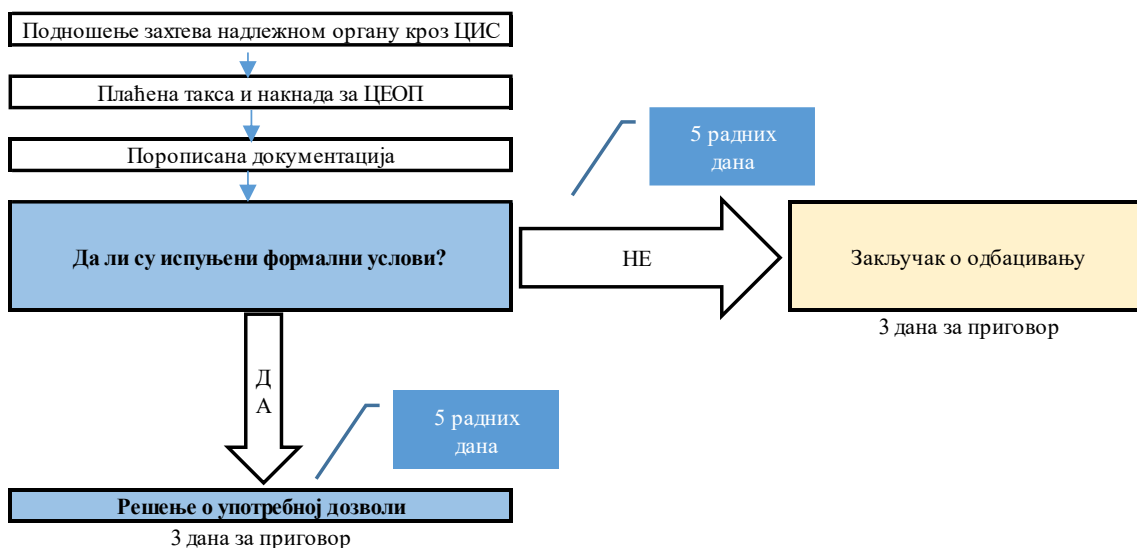 Подношење захтева надлежном органу кроз ЦИС
Плаћена такса и накнада за ЦЕОП
Порописана документација
5 радних
дана
Да ли су испуњени формални услови?
НЕ
Закључак о одбацивању
3 дана за приговор
Д
А
5 радних
дана
Решење о употребној дозволи
3 дана за приговор